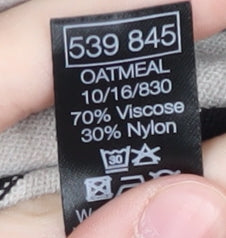 539 845
OATMEAL
10/16/830
70% Viscose
30% Nylon
30